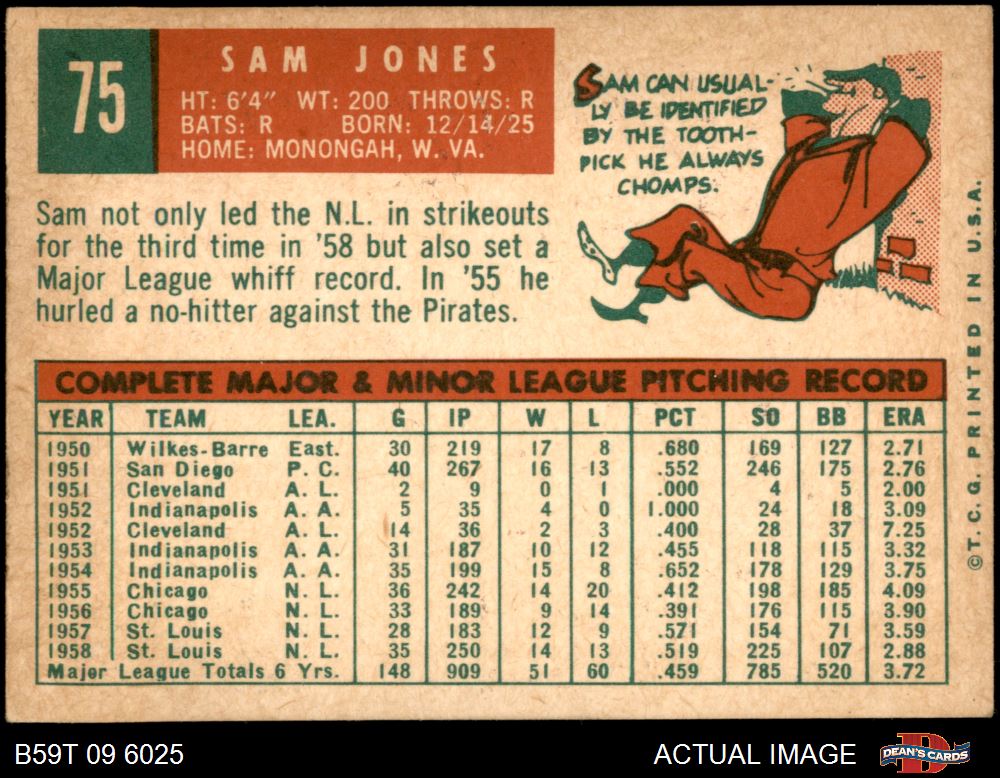 75
SAM JONES
HT: 6'4" WT: 200 THROWS: R
BATS: R BORN: 12/14/25
HOME: MONONGAH, W. VA.
SAM CAN USUAL-
LY BE IDENTIFIED
BY THE TOOTH-
PICK HE ALWAYS
CHOMPS.
Sam not only led the N.L. in strikeouts
for the third time in '58 but also set a
Major League whiff record. In '55 he
hurled a no-hitter against the Pirates.
COMPLETE MAJOR & MINOR LEAGUE PITCHING RECORD
YEAR TEAM LEA. G IP W L PCT SO BB ERA
1950 Wilkes-Barre East. 30 219 17 8 .680 169 127 2.71
1951 San Diego P. C. 40 267 16 13 .552 246 175 2.76
1951 Cleveland A. L. 2 9 0 1 .000 4 5 2.00
1952 Indianapolis A. A. 5 35 4 0 1.000 24 18 3.09
1952 Cleveland A. L. 14 36 2 3 .400 28 37 7.25
1953 Indianapolis A. A. 31 187 10 12 .455 118 115 3.32
1954 Indianapolis A. A. 35 199 15 8 .652 178 129 3.75
1955 Chicago N. L. 36 242 14 20 .412 198 185 4.09
1956 Chicago N. L. 33 189 9 14 .391 176 115 3.90
1957 St. Louis N. L. 28 183 12 9 .571 154 71 3.59
1958 St. Louis N. L. 35 250 14 13 .519 225 107 2.88
Major League Totals 6 Yrs. 148 909 51 60 .459 785 520 3.72
©T. C. G. PRINTED IN U.S.A.
B59T 09 6025
ACTUAL IMAGE
DEAN'S CARDS